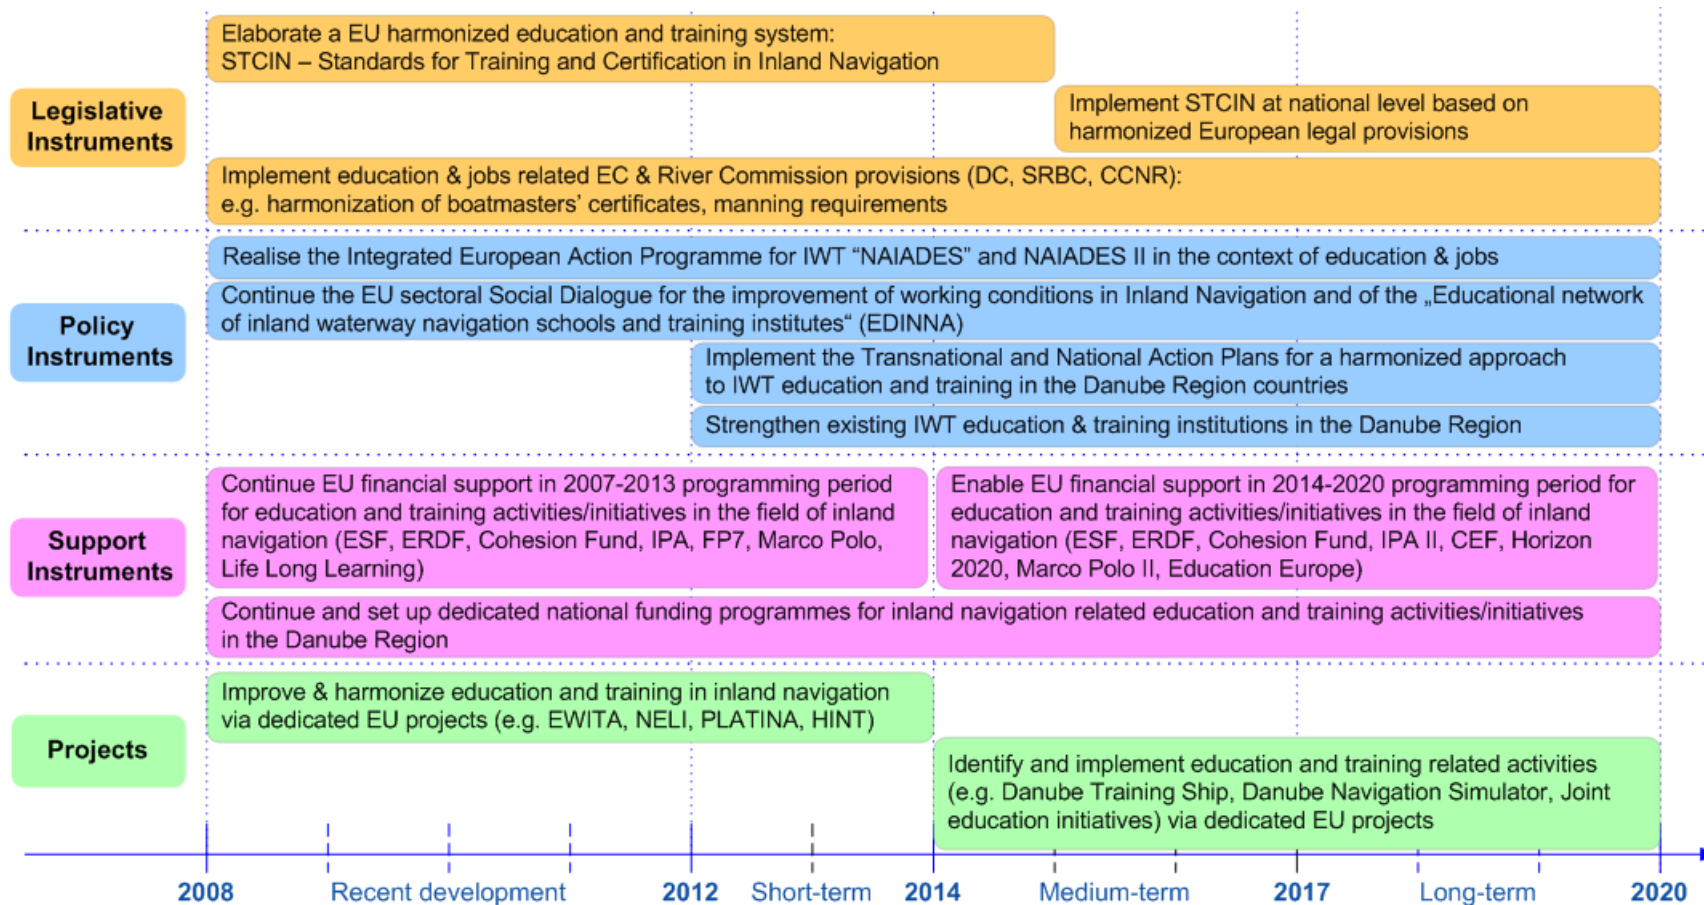 Elaborate a EU harmonized education and training system:
STCIN – Standards for Training and Certification in Inland Navigation
Legislative
Instruments
Implement STCIN at national level based on
harmonized European legal provisions
Implement education & jobs related EC & River Commission provisions (DC, SRBC, CCNR):
e.g. harmonization of boatmasters’ certificates, manning requirements
Realise the Integrated European Action Programme for IWT “NAIADES” and NAIADES II in the context of education & jobs
Continue the EU sectoral Social Dialogue for the improvement of working conditions in Inland Navigation and of the „Educational network
of inland waterway navigation schools and training institutes“ (EDINNA)
Policy
Instruments
Implement the Transnational and National Action Plans for a harmonized approach
to IWT education and training in the Danube Region countries
Strengthen existing IWT education & training institutions in the Danube Region
Support
Instruments
Continue EU financial support in 2007-2013 programming period
for education and training activities/initiatives in the field of inland
navigation (ESF, ERDF, Cohesion Fund, IPA, FP7, Marco Polo,
Life Long Learning)
Enable EU financial support in 2014-2020 programming period for
education and training activities/initiatives in the field of inland
navigation (ESF, ERDF, Cohesion Fund, IPA II, CEF, Horizon
2020, Marco Polo II, Education Europe)
Continue and set up dedicated national funding programmes for inland navigation related education and training activities/initiatives
in the Danube Region
Projects
Improve & harmonize education and training in inland navigation
via dedicated EU projects (e.g. EWITA, NELI, PLATINA, HINT)
Identify and implement education and training related activities
(e.g. Danube Training Ship, Danube Navigation Simulator, Joint
education initiatives) via dedicated EU projects
2008 Recent development 2012 Short-term 2014 Medium-term 2017 Long-term 2020